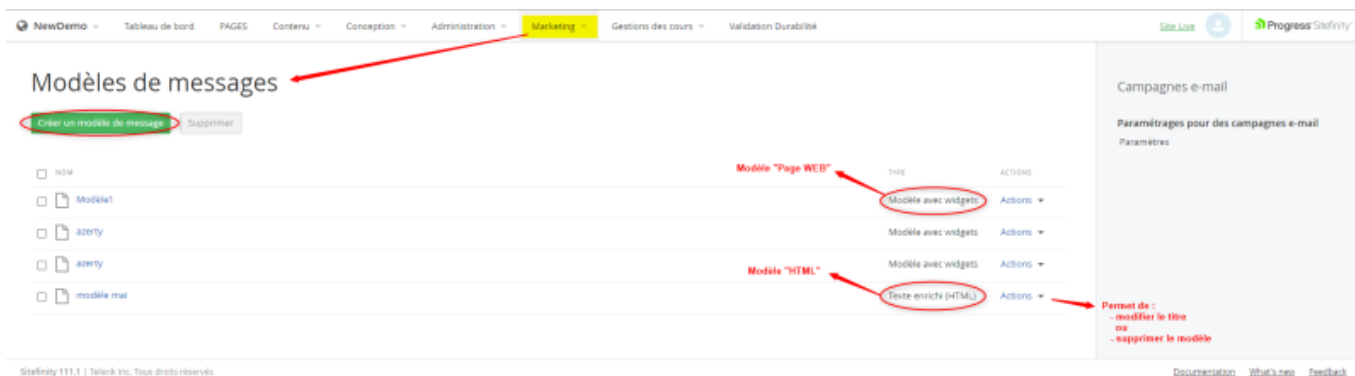 NewDemo Tableau de bord PAGES Contenu Conception Administration Marketing Gestions des cours Validation Durabilité Site Live Progress Sitefinity
Modèles de messages
Campagnes e-mail
Créer un modèle de message Supprimer
Paramétrages pour des campagnes e-mail
Paramètres
Modèle "Page WEB"
NOM TYPE ACTIONS
Modèle1 Modèle avec widgets Actions
azerty Modèle avec widgets Actions
azerty Modèle avec widgets Actions
Modèle "HTML"
modèle mai Texte enrichi (HTML) Actions
Permet de :
- modifier le titre
ou
- supprimer le modèle
Sitefinity 111.1 | Telerik Inc. Tous droits réservés Documentation What's new Feedback